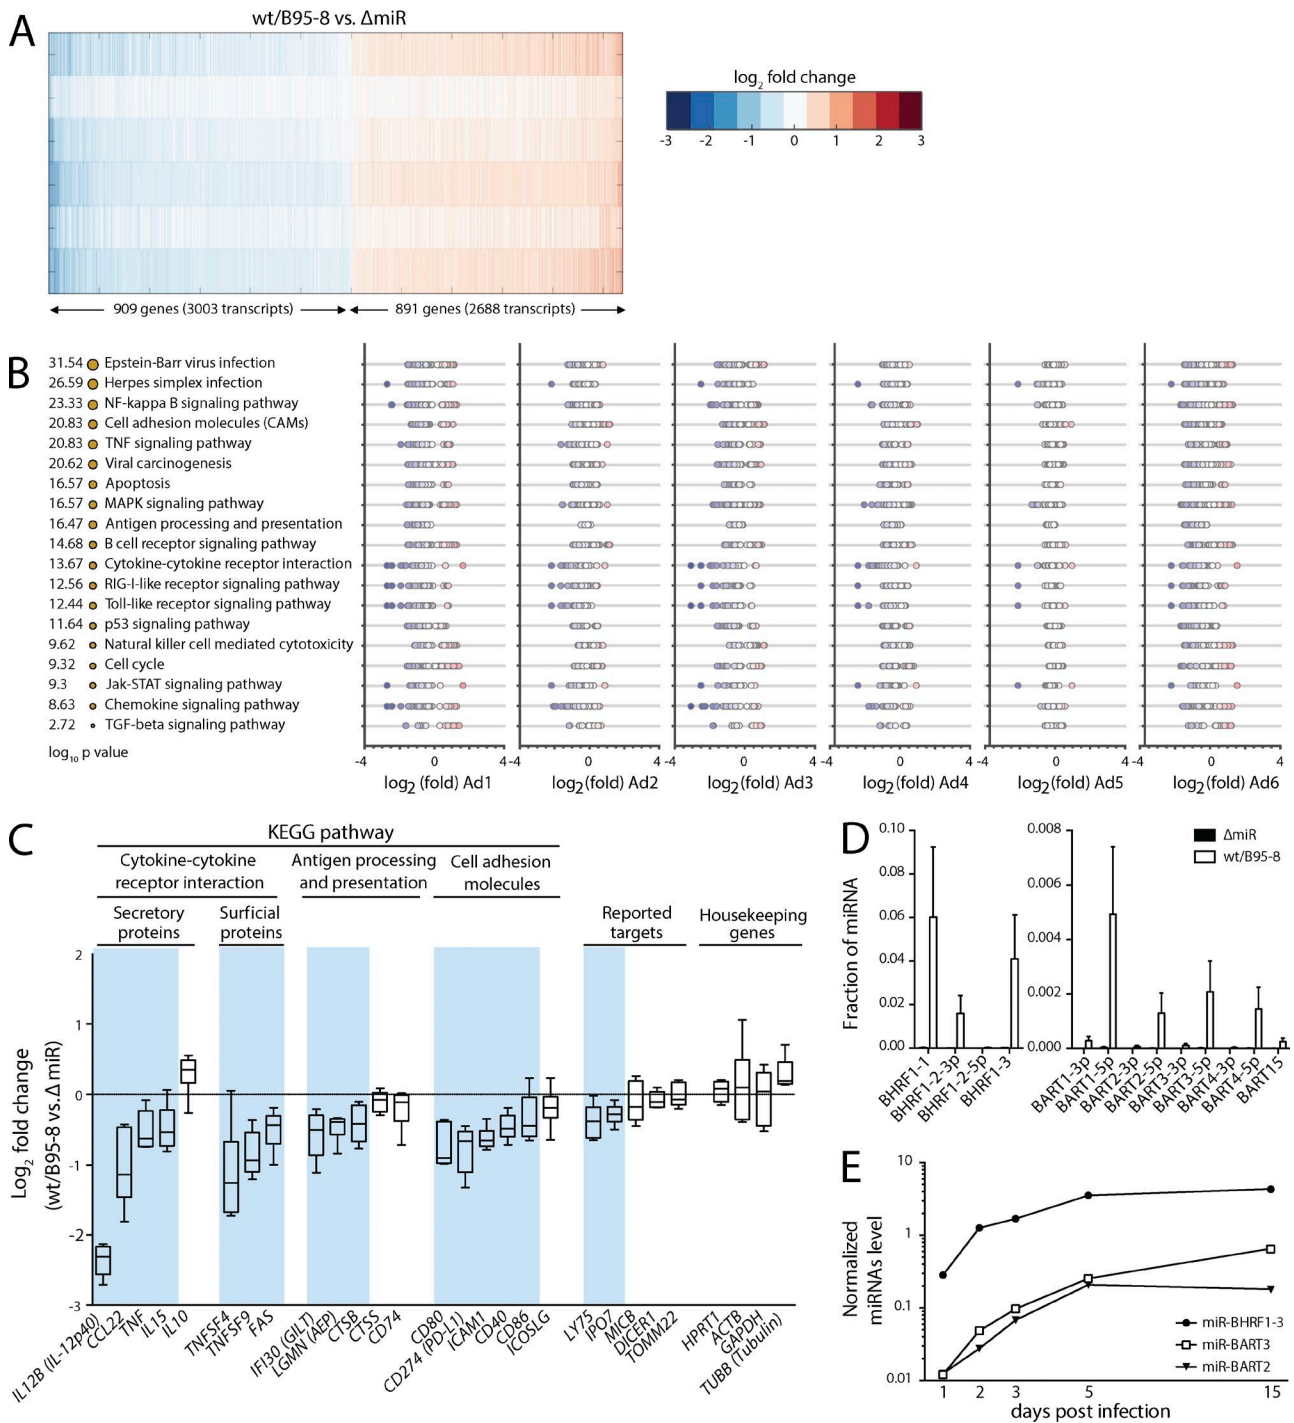 A
wt/B95-8 vs. ΔmiR
log2 fold change
-3 -2 -1 0 1 2 3
909 genes (3003 transcripts) 891 genes (2688 transcripts)
B
31.54 Epstein-Barr virus infection
26.59 Herpes simplex infection
23.33 NF-kappa B signaling pathway
20.83 Cell adhesion molecules (CAMs)
20.83 TNF signaling pathway
20.62 Viral carcinogenesis
16.57 Apoptosis
16.57 MAPK signaling pathway
16.47 Antigen processing and presentation
14.68 B cell receptor signaling pathway
13.67 Cytokine-cytokine receptor interaction
12.56 RIG-I-like receptor signaling pathway
12.44 Toll-like receptor signaling pathway
11.64 p53 signaling pathway
9.62 Natural killer cell mediated cytotoxicity
9.32 Cell cycle
9.3 Jak-STAT signaling pathway
8.63 Chemokine signaling pathway
2.72 TGF-beta signaling pathway
log10 p value
-4 0 4 -4 0 4 -4 0 4 -4 0 4 -4 0 4 -4 0 4
log2(fold) Ad1 log2(fold) Ad2 log2(fold) Ad3 log2(fold) Ad4 log2(fold) Ad5 log2(fold) Ad6
C
KEGG pathway
Cytokine-cytokine
receptor interaction
Antigen processing
and presentation
Cell adhesion
molecules
Secretory
proteins
Surficial
proteins
Reported
targets
Housekeeping
genes
Log2 fold change
(wt/B95-8 vs.Δ miR)
2
1
0
-1
-2
-3
IL12B (IL-12p40)
CCL22
TNF
IL15
IL10
TNFSF4
TNFSF9
FAS
IFI30 (GILT)
LGMN (AEP)
CTSB
CTSS
CD74
CD80
CD274 (PD-L1)
ICAM1
CD40
CD86
ICOSLG
LY75
IPO7
MICB
DICER1
TOMM22
HPRT1
ACTB
GAPDH
TUBB (Tubulin)
D
Fraction of miRNA
0.10
0.08
0.06
0.04
0.02
0.00
BHRF1-1
BHRF1-2-3p
BHRF1-2-5p
BHRF1-3
0.008
0.006
0.004
0.002
0.000
ΔmiR
wt/B95-8
BART1-3p
BART1-5p
BART2-3p
BART2-5p
BART3-3p
BART3-5p
BART4-3p
BART4-5p
BART15
E
Normalized
miRNAs level
10
1
0.1
0.01
miR-BHRF1-3
miR-BART3
miR-BART2
1 2 3 5 15
days post infection